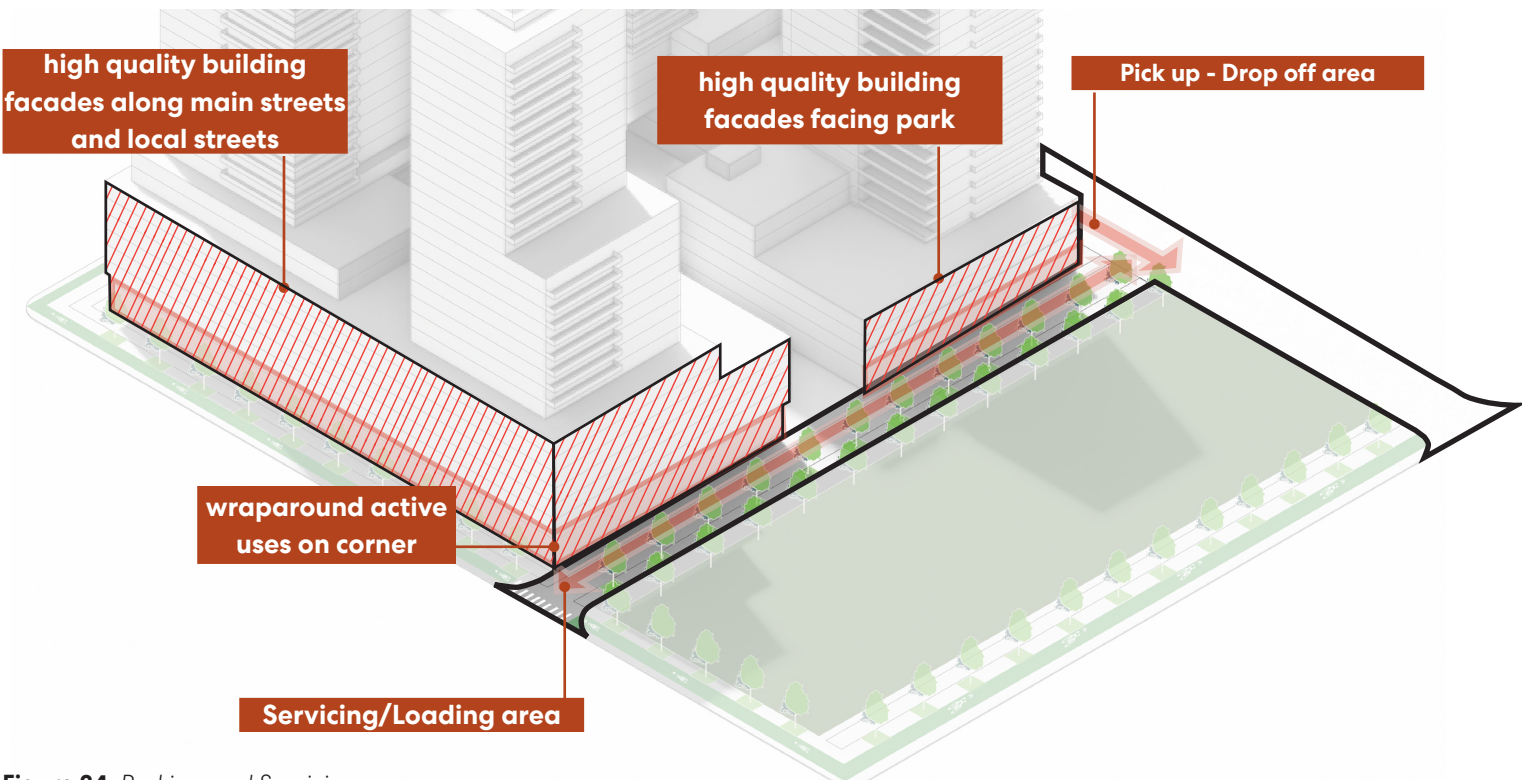 high quality building
facades along main streets
and local streets
high quality building
facades facing park
Pick up - Drop off area
wraparound active
uses on corner
Servicing/Loading area